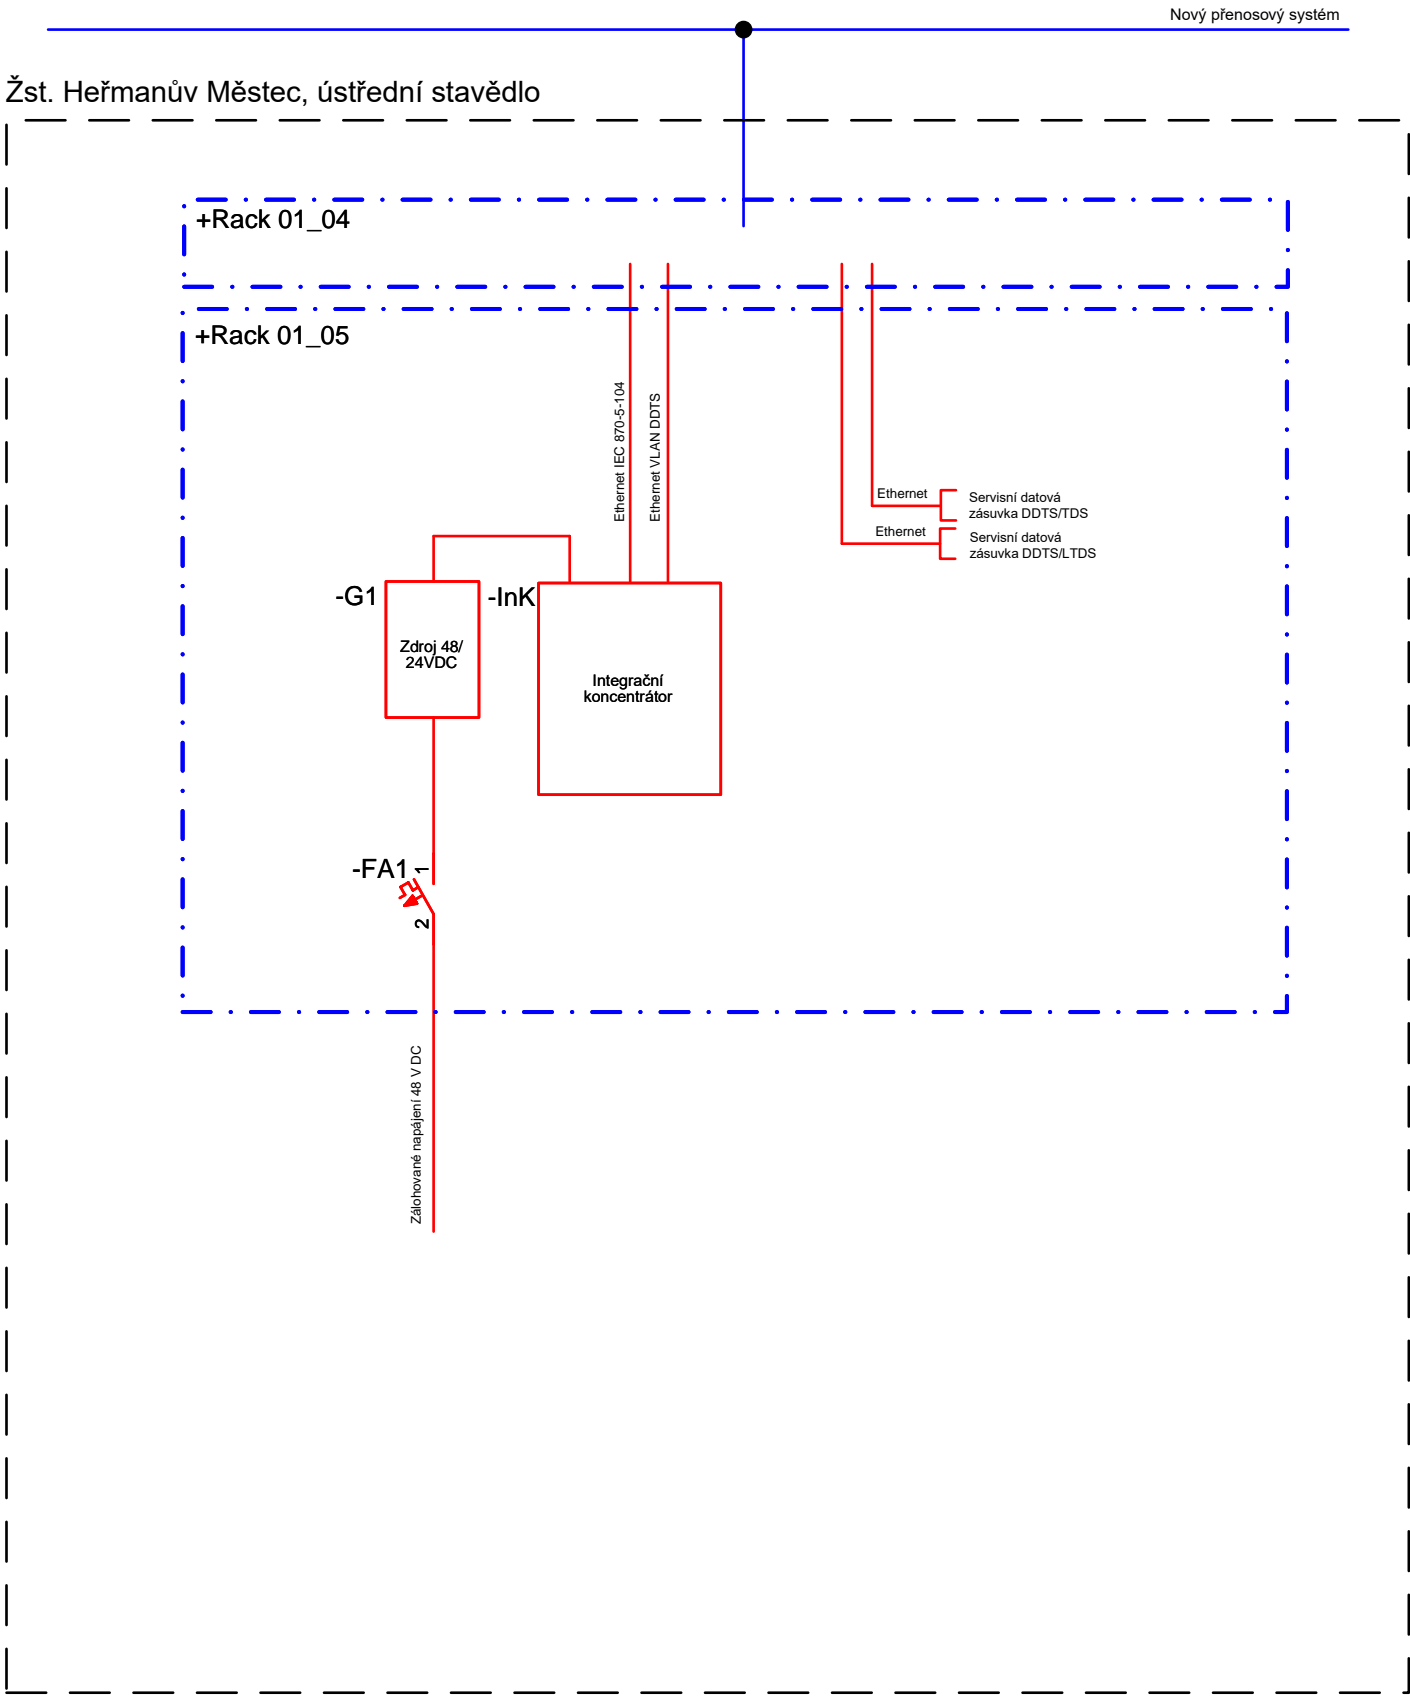 Nový přenosový systém
Žst. Heřmanův Městec, ústřední stavědlo
+Rack 01_04
+Rack 01_05
Ethernet IEC 870-5-104
Ethernet VLAN DDTS
Ethernet
Servisní datová
zásuvka DDTS/TDS
Ethernet
Servisní datová
zásuvka DDTS/LTDS
-G1
Zdroj 48/
24VDC
-InK
Integrační
koncentrátor
-FA1
1
2
Zálohované napájení 48 V DC